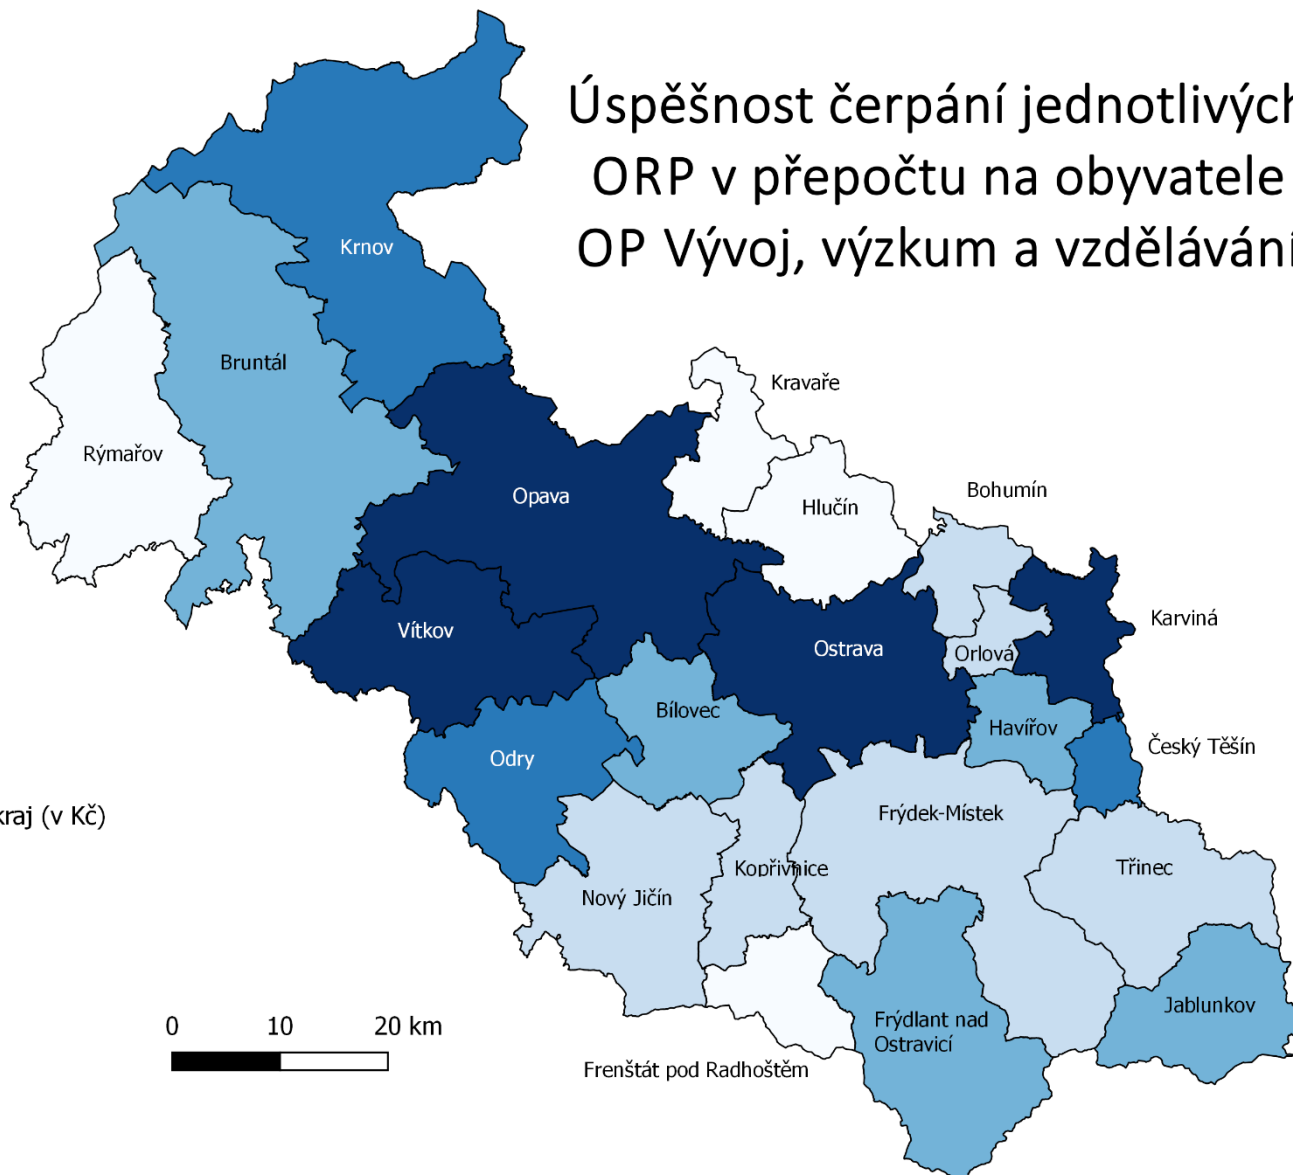 Úspěšnost čerpání jednotlivých
ORP v přepočtu na obyvatele
OP Vývoj, výzkum a vzdělávání
Krnov
Bruntál
Kravaře
Rýmařov
Opava
Hlučín
Bohumín
Karviná
Vítkov
Ostrava
Orlová
Bílovec
Havířov
Český Těšín
Odry
kraj (v Kč)
Frýdek-Místek
Kopřivnice
Třinec
Nový Jičín
Jablunkov
Frýdlant nad
Ostravicí
0 10 20 km
Frenštát pod Radhoštěm